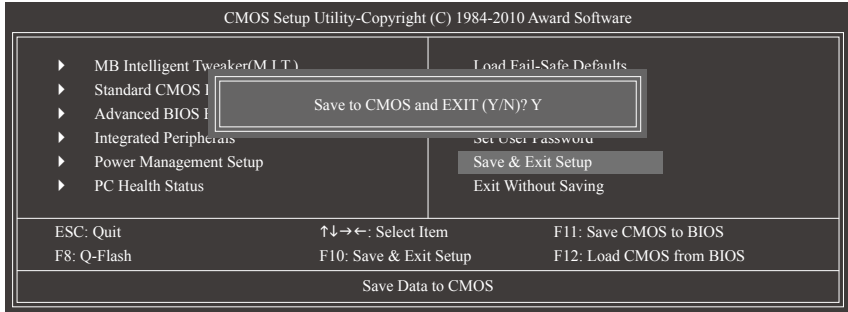 CMOS Setup Utility-Copyright (C) 1984-2010 Award Software
MB Intelligent Tweaker(M.I.T.)
Standard CMOS
Advanced BIOS
Integrated Peripherals
Power Management Setup
PC Health Status
Load Fail-Safe Defaults
Set User Password
Save & Exit Setup
Exit Without Saving
Save to CMOS and EXIT (Y/N)? Y
ESC: Quit
↑↓→←: Select Item
F11: Save CMOS to BIOS
F8: Q-Flash
F10: Save & Exit Setup
F12: Load CMOS from BIOS
Save Data to CMOS